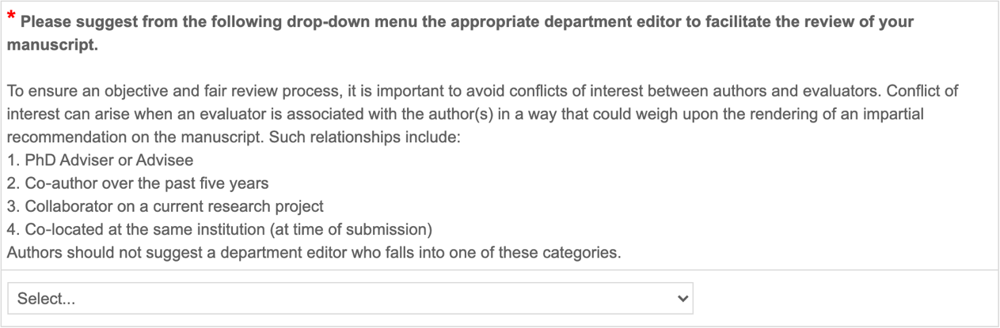 * Please suggest from the following drop-down menu the appropriate department editor to facilitate the review of your
manuscript.
To ensure an objective and fair review process, it is important to avoid conflicts of interest between authors and evaluators. Conflict of
interest can arise when an evaluator is associated with the author(s) in a way that could weigh upon the rendering of an impartial
recommendation on the manuscript. Such relationships include:
1. PhD Adviser or Advisee
2. Co-author over the past five years
3. Collaborator on a current research project
4. Co-located at the same institution (at time of submission)
Authors should not suggest a department editor who falls into one of these categories.
Select...